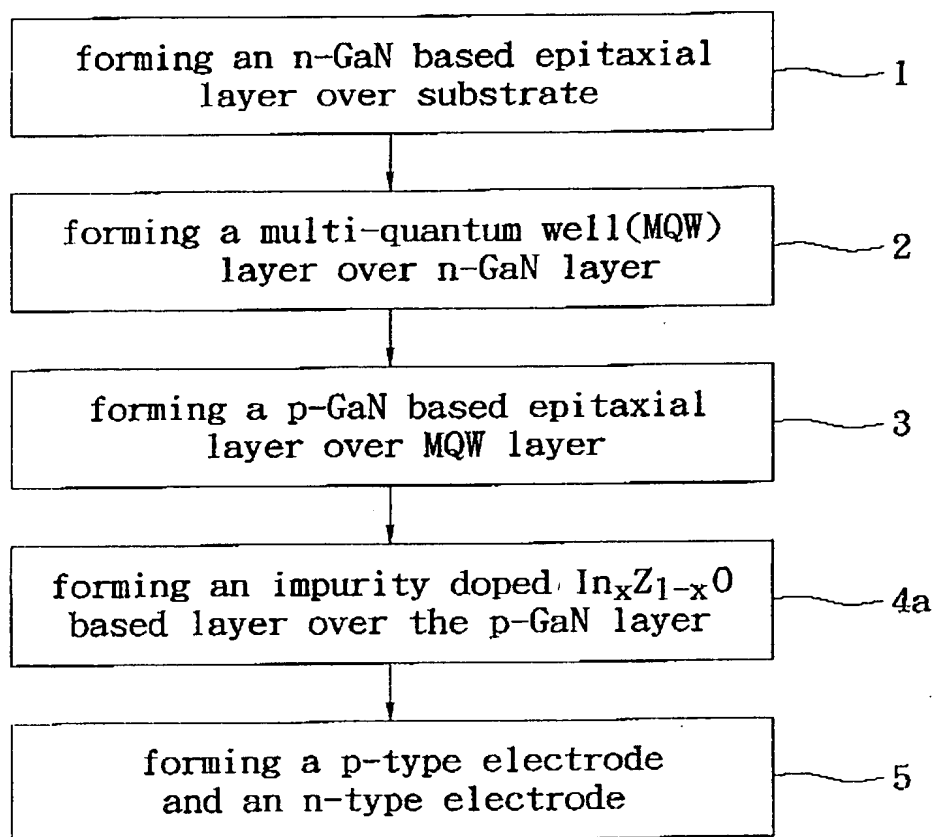 forming an n-GaN based epitaxial
layer over substrate
1
forming a multi-quantum well(MQW)
layer over n-GaN layer
2
forming a p-GaN based epitaxial
layer over MQW layer
3
forming an impurity doped InxZ1-xO
based layer over the p-GaN layer
4a
forming a p-type electrode
and an n-type electrode
5